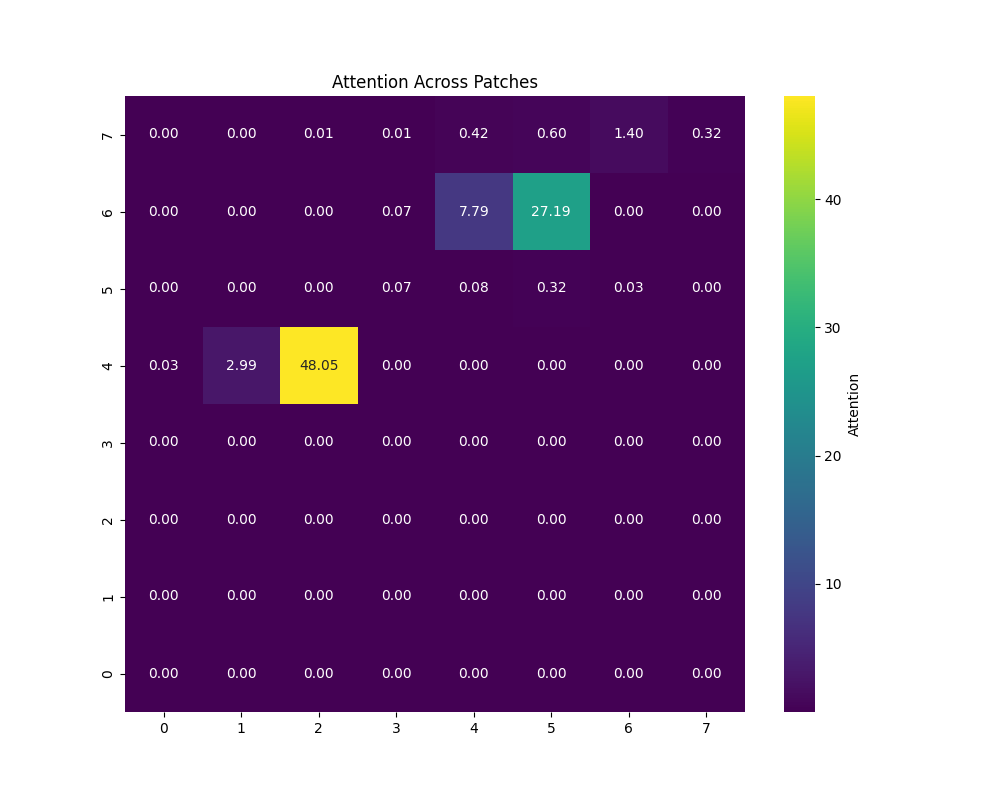 Attention Across Patches
7 0.00 0.00 0.01 0.01 0.42 0.60 1.40 0.32
6 0.00 0.00 0.00 0.07 7.79 27.19 0.00 0.00
5 0.00 0.00 0.00 0.07 0.08 0.32 0.03 0.00
4 0.03 2.99 48.05 0.00 0.00 0.00 0.00 0.00
3 0.00 0.00 0.00 0.00 0.00 0.00 0.00 0.00
2 0.00 0.00 0.00 0.00 0.00 0.00 0.00 0.00
1 0.00 0.00 0.00 0.00 0.00 0.00 0.00 0.00
0 0.00 0.00 0.00 0.00 0.00 0.00 0.00 0.00
0 1 2 3 4 5 6 7
40
30
20
10
Attention